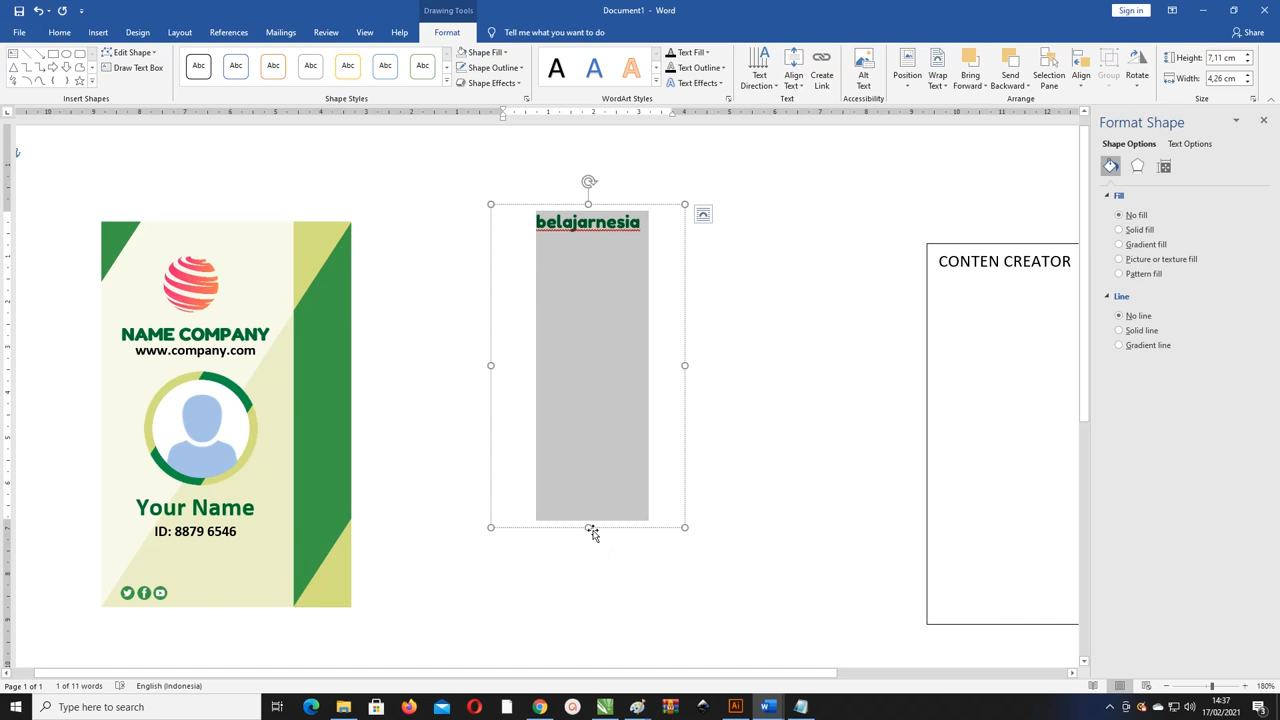 Document1 - Word
Drawing Tools
Sign in
File
Home
Insert
Draw
Design
Layout
References
Mailings
Review
View
Help
Format
Tell me what you want to do
Share
Edit Shape
Draw Text Box
Insert Shapes
Abc
Abc
Abc
Abc
Abc
Abc
Abc
Shape Styles
Shape Fill
Shape Outline
Shape Effects
A
A
A
WordArt Styles
Text Fill
Text Outline
Text Effects
Text Direction
Align Text
Create Link
Text
Alt Text
Accessibility
Position
Wrap Text
Bring Forward
Send Backward
Selection Pane
Align
Group
Rotate
Arrange
Height: 7,11 cm
Width: 4,26 cm
Size
Format Shape
Shape Options
Text Options
Fill
No fill
Solid fill
Gradient fill
Picture or texture fill
Pattern fill
Line
No line
Solid line
Gradient line
NAME COMPANY
www.company.com
Your Name
ID: 8879 6546
belajarnesia
CONTEN CREATOR
Page 1 of 1
1 of 11 words
English (Indonesia)
180%
Type here to search
14:37
17/02/2021